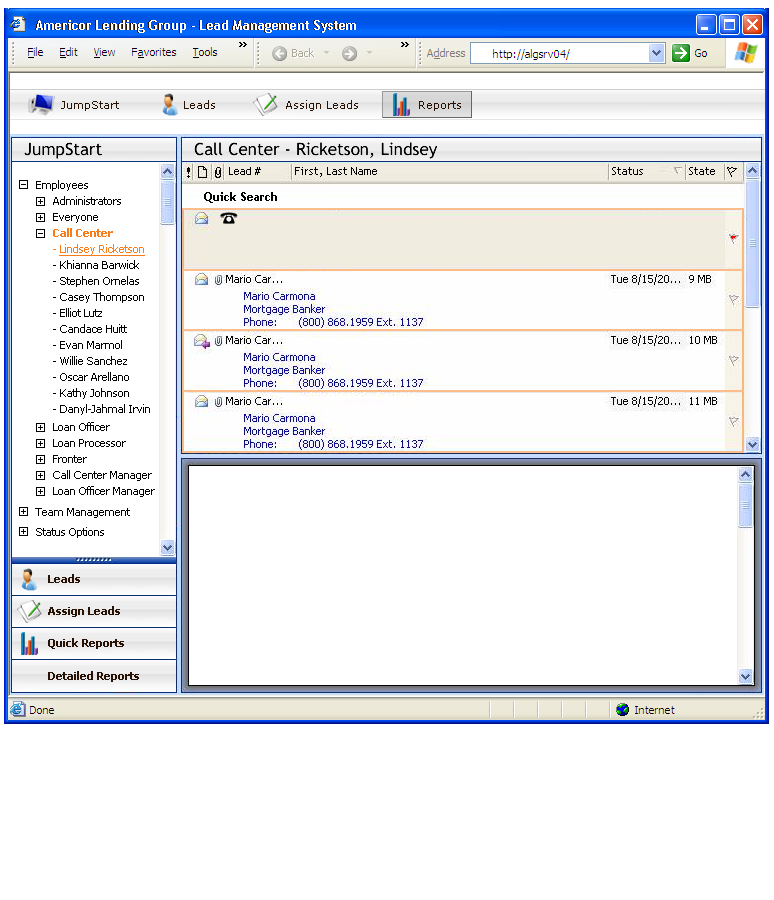 Americor Lending Group - Lead Management System
File Edit View Favorites Tools » Back » Address http://algsrv04/ Go
JumpStart Leads Assign Leads Reports
JumpStart
Employees
Administrators
Everyone
Call Center
- Lindsey Ricketson
- Khianna Barwick
- Stephen Ornelas
- Casey Thompson
- Elliot Lutz
- Candace Huitt
- Evan Marmol
- Willie Sanchez
- Oscar Arellano
- Kathy Johnson
- Danyl-Jahmal Irvin
Loan Officer
Loan Processor
Fronter
Call Center Manager
Loan Officer Manager
Team Management
Status Options
Leads
Assign Leads
Quick Reports
Detailed Reports
Call Center - Ricketson, Lindsey
! Lead # First, Last Name Status State
Quick Search
Mario Car... Tue 8/15/20... 9 MB
Mario Carmona
Mortgage Banker
Phone: (800) 868.1959 Ext. 1137
Mario Car... Tue 8/15/20... 10 MB
Mario Carmona
Mortgage Banker
Phone: (800) 868.1959 Ext. 1137
Mario Car... Tue 8/15/20... 11 MB
Mario Carmona
Mortgage Banker
Phone: (800) 868.1959 Ext. 1137
Done Internet